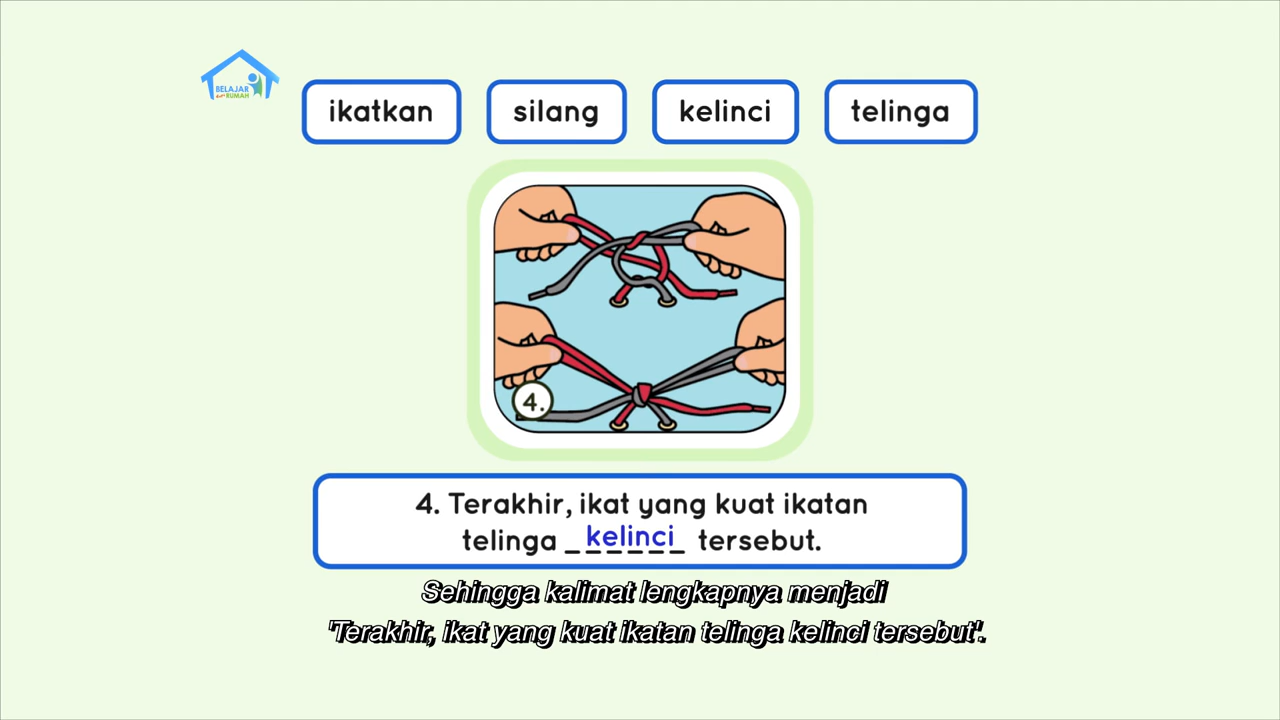 BELAJAR
dari RUMAH
ikatkan silang kelinci telinga
4.
4. Terakhir, ikat yang kuat ikatan
telinga kelinci tersebut.
Sehingga kalimat lengkapnya menjadi
'Terakhir, ikat yang kuat ikatan telinga kelinci tersebut'.